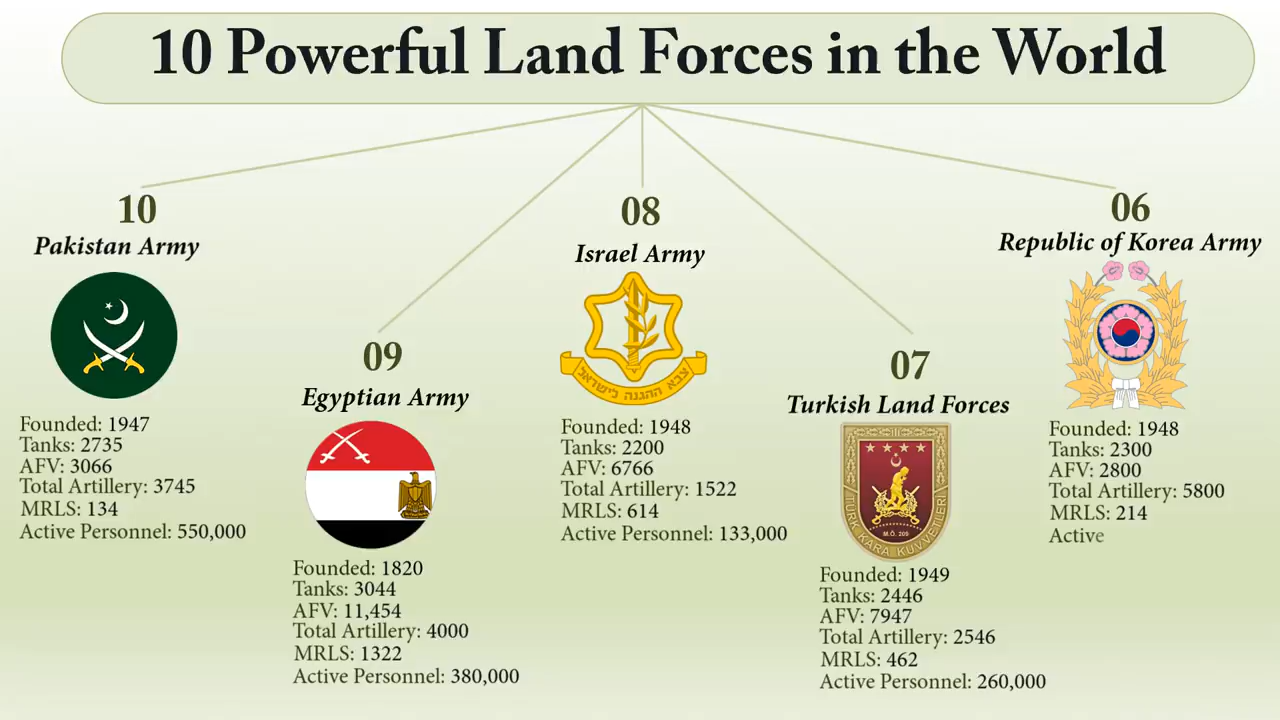 10 Powerful Land Forces in the World
10
Pakistan Army
Founded: 1947
Tanks: 2735
AFV: 3066
Total Artillery: 3745
MRLS: 134
Active Personnel: 550,000
09
Egyptian Army
Founded: 1820
Tanks: 3044
AFV: 11,454
Total Artillery: 4000
MRLS: 1322
Active Personnel: 380,000
08
Israel Army
צבא ההגנה לישראל
Founded: 1948
Tanks: 2200
AFV: 6766
Total Artillery: 1522
MRLS: 614
Active Personnel: 133,000
07
Turkish Land Forces
TÜRK KARA KUVVETLERİ
M.Ö. 209
Founded: 1949
Tanks: 2446
AFV: 7947
Total Artillery: 2546
MRLS: 462
Active Personnel: 260,000
06
Republic of Korea Army
Founded: 1948
Tanks: 2300
AFV: 2800
Total Artillery: 5800
MRLS: 214
Active